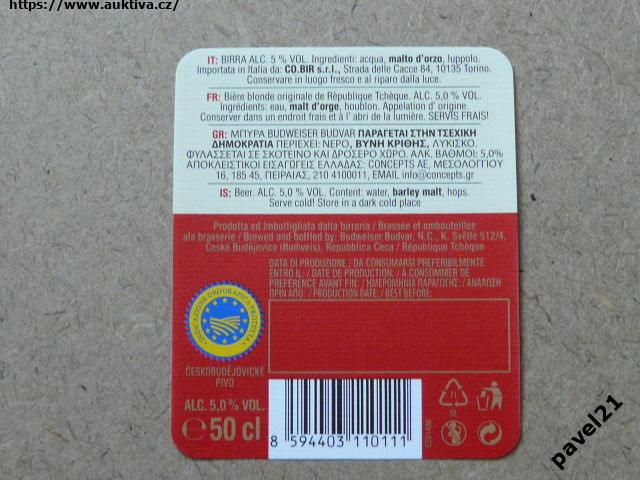 https://www.auktiva.cz/
IT: BIRRA ALC. 5 % VOL. Ingredienti: acqua, malto d'orzo, luppolo.
Importata in Italia da: CO.BIR s.r.l., Strada delle Cacce 84, 10135 Torino.
Conservare in luogo fresco e al riparo dalla luce.
FR: Bière blonde originale de République Tchèque. ALC. 5,0 % VOL.
Ingrédients: eau, malt d'orge, houblon. Appelation d' origine.
Conserver dans un endroit frais et à l' abri de la lumière. SERVIS FRAIS!
GR: ΜΠΥΡΑ BUDWEISER BUDVAR ΠΑΡΑΓΕΤΑΙ ΣΤΗΝ ΤΣΕΧΙΚΗ
ΔΗΜΟΚΡΑΤΙΑ ΠΕΡΙΕΧΕΙ: ΝΕΡΟ, ΒΥΝΗ ΚΡΙΘΗΣ, ΛΥΚΙΣΚΟ.
ΦΥΛΑΣΣΕΤΑΙ ΣΕ ΣΚΟΤΕΙΝΟ ΚΑΙ ΔΡΟΣΕΡΟ ΧΩΡΟ. ΑΛΚ. ΒΑΘΜΟΙ: 5,0%
ΑΠΟΚΛΕΙΣΤΙΚΟΙ ΕΙΣΑΓΩΓΕΙΣ ΕΛΛΑΔΑΣ: CONCEPTS AE, ΜΕΣΟΛΟΓΓΙΟΥ
16, 185 45, ΠΕΙΡΑΙΑΣ, 210 4100011, EMAIL info@concepts.gr
IS: Beer. ALC. 5,0 % VOL. Content: water, barley malt, hops.
Serve cold! Store in a dark cold place
Prodotta ed imbottigliata dalla birreria / Brassée et embouteillee
ala brasserie / Brewed and bottled by: Budweiser Budvar, N.C., K. Světlé 512/4,
České Budějovice (Budweis), Repubblica Ceca / République Tchèque
DATA DI PRODUZIONE / DA CONSUMARSI PREFERIBILMENTE
ENTRO IL: / DATE DE PRODUCTION. / A CONSOMMER DE
PREFERENCE AVANT FIN: / ΗΜΕΡΟΜΗΝΙΑ ΠΑΡΑΓΩΓΗΣ: / ΑΝΑΛΩΣΗ
ΠΡΙΝ ΑΠΟ: / PRODUCTION DATE: / BEST BEFORE:
INDICAZIONE GEOGRAFICA PROTETTA
ČESKOBUDĚJOVICKÉ
PIVO
ALC. 5,0 % VOL.
℮ 50 cl
8 594403 110111
GL
pavel21